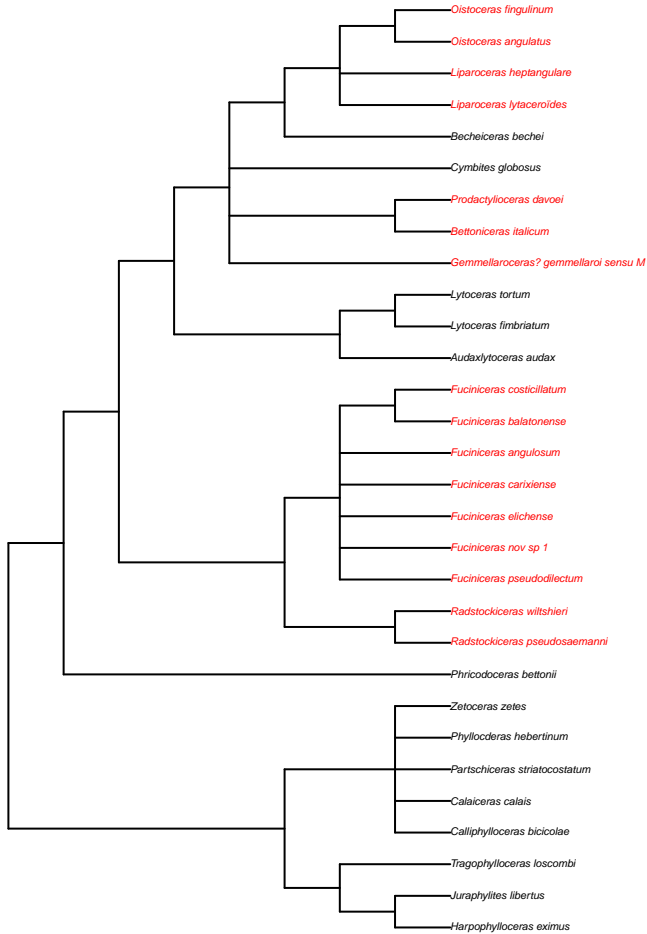 Oistoceras fingulinum
Oistoceras angulatus
Liparoceras heptangulare
Liparoceras lytaceroïdes
Becheiceras bechei
Cymbites globosus
Prodactylioceras davoei
Bettoniceras italicum
Gemmellaroceras? gemmellaroi sensu M
Lytoceras tortum
Lytoceras fimbriatum
Audaxlytoceras audax
Fuciniceras costicillatum
Fuciniceras balatonense
Fuciniceras angulosum
Fuciniceras carixiense
Fuciniceras elichense
Fuciniceras nov sp 1
Fuciniceras pseudodilectum
Radstockiceras wiltshieri
Radstockiceras pseudosaemanni
Phricodoceras bettonii
Zetoceras zetes
Phyllocderas hebertinum
Partschiceras striatocostatum
Calaiceras calais
Calliphylloceras bicicolae
Tragophylloceras loscombi
Juraphylites libertus
Harpophylloceras eximus